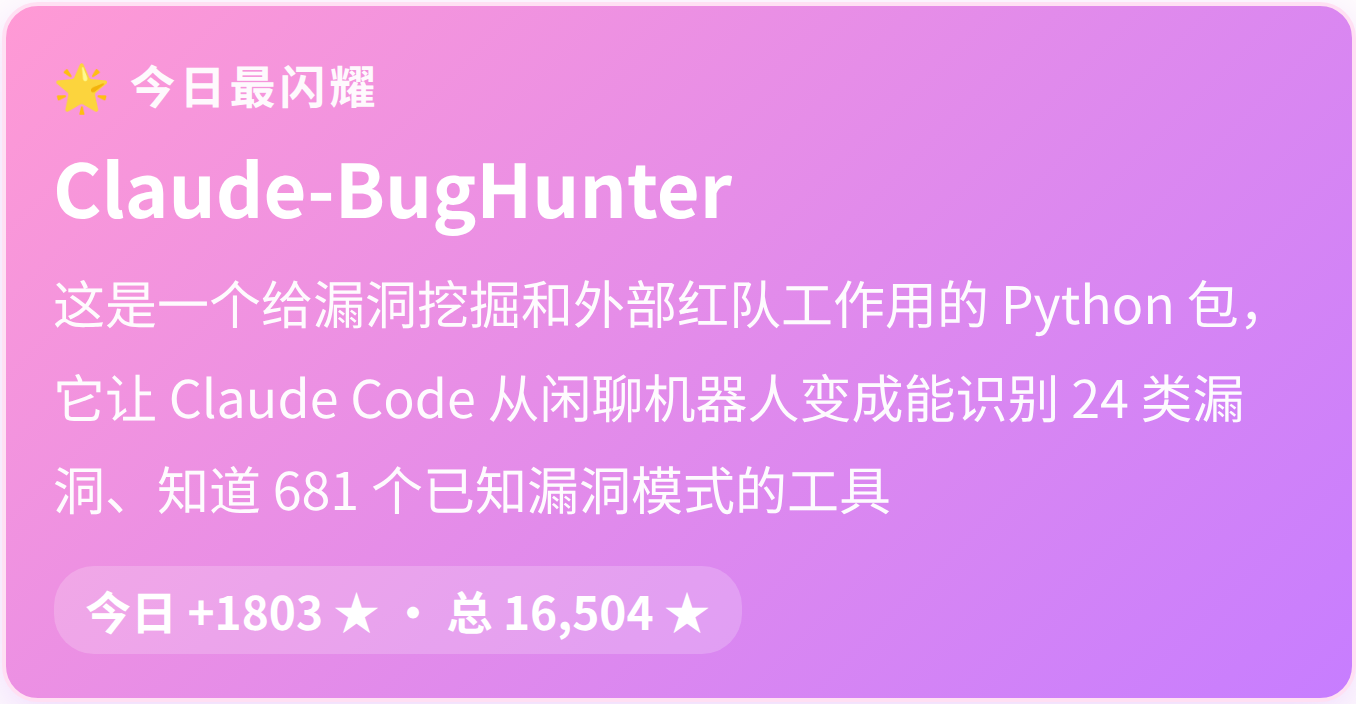 🌟 今日最闪耀
Claude-BugHunter
这是一个给漏洞挖掘和外部红队工作用的 Python 包，
它让 Claude Code 从闲聊机器人变成能识别 24 类漏
洞、知道 681 个已知漏洞模式的工具
今日 +1803 ★ · 总 16,504 ★